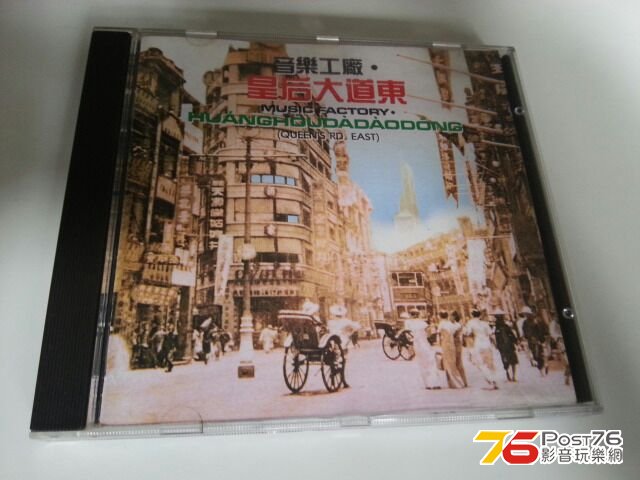 音樂工廠·
皇后大道東
MUSIC FACTORY·
HUÁNGHÒUDÀDÀODŌNG
(QUEEN'S RD. EAST)
76 POST76
影音玩樂網